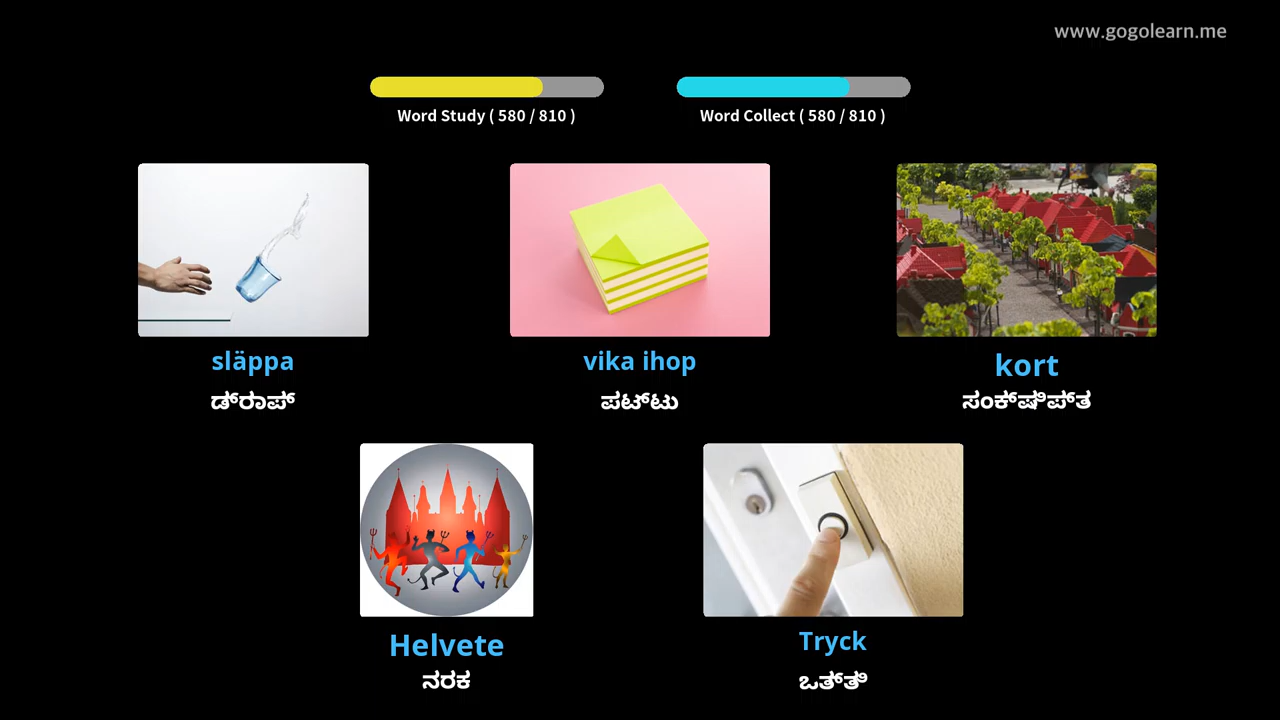 www.gogolearn.me
Word Study ( 580 / 810 )
Word Collect ( 580 / 810 )
släppa
vika ihop
kort
ಡ್ರಾಪ್
ಪಟ್ಟು
ಸಂಕ್ಷಿಪ್ತ
Helvete
Tryck
ನರಕ
ಒತ್ತಿ